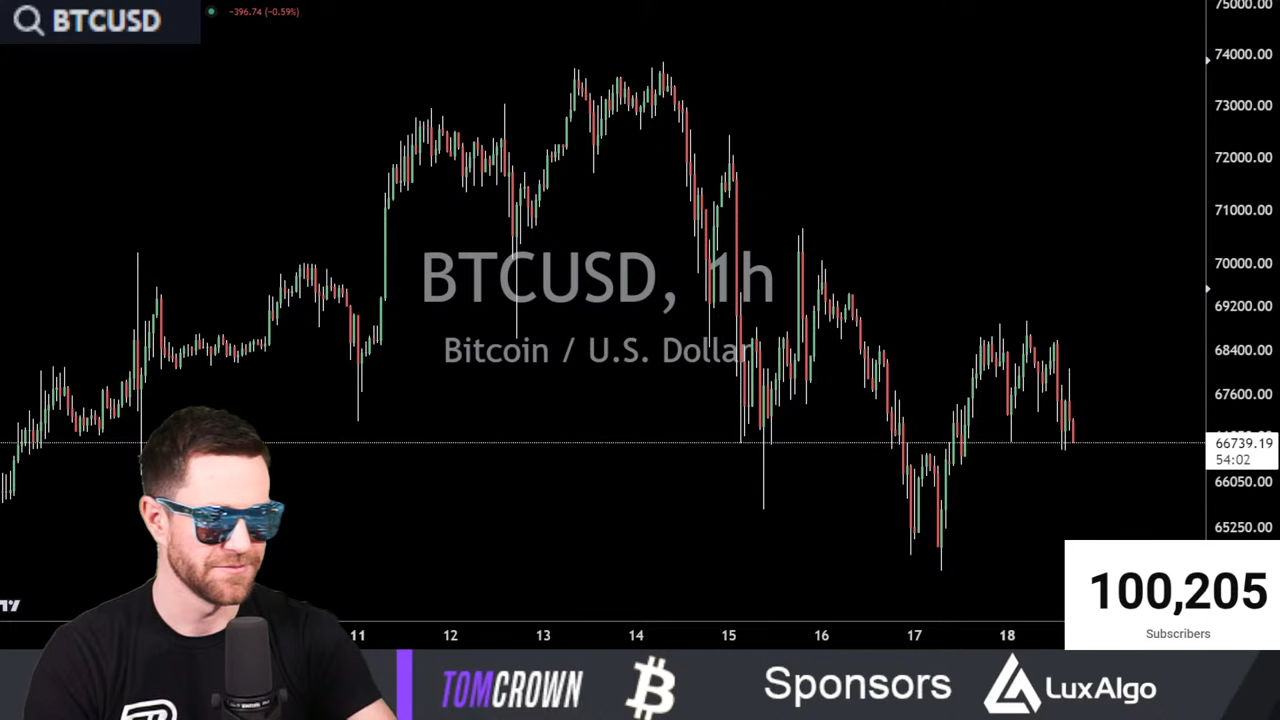 BTCUSD
−396.74 (−0.59%)
75000.00
74000.00
73000.00
72000.00
71000.00
70000.00
69200.00
68400.00
67600.00
66739.19
54:02
66050.00
65250.00
BTCUSD, 1h
Bitcoin / U.S. Dollar
11 12 13 14 15 16 17 18
100,205
Subscribers
TOMCROWN
Sponsors
LuxAlgo